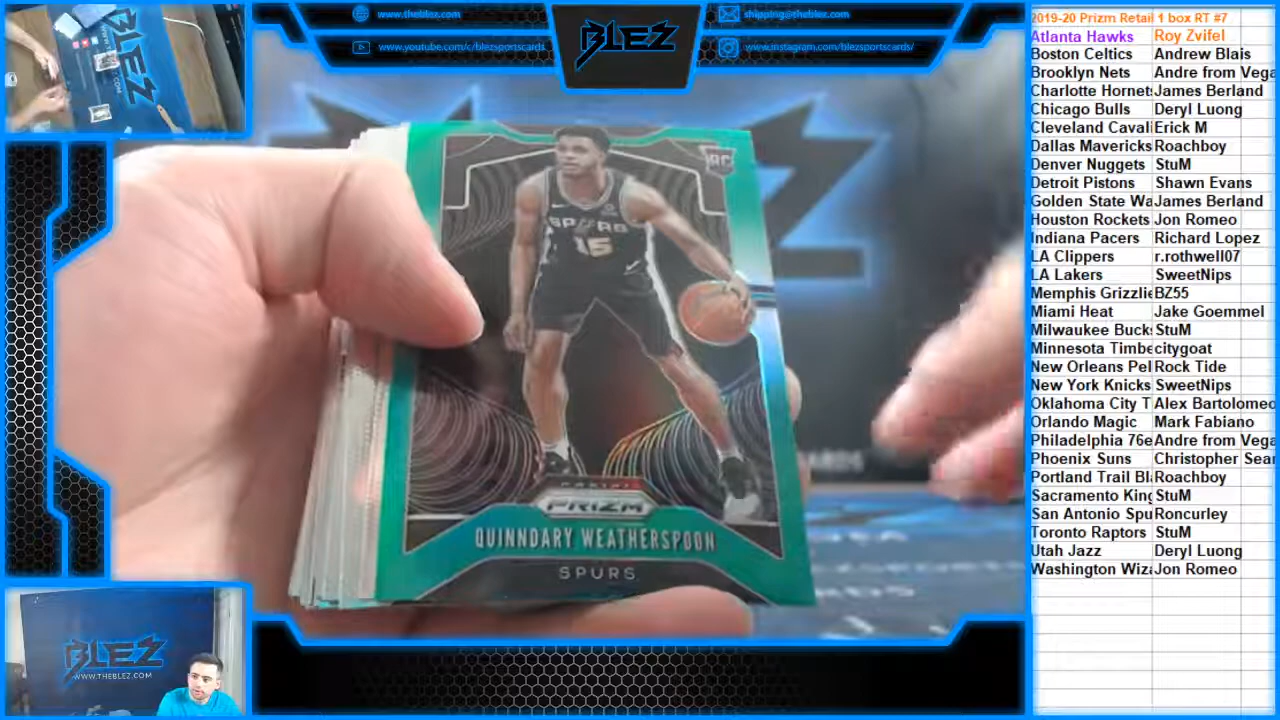 www.theblez.com
shipping@theblez.com
www.youtube.com/c/blezsportscards
www.instagram.com/blezsportscards/
BLEZ
BLEZ
RC
SPURS
15
PANINI
PRIZM
QUINNDARY WEATHERSPOON
SPURS
BLEZ
WWW.THEBLEZ.COM
2019-20 Prizm Retail 1 box RT #7
Atlanta Hawks Roy Zvifel
Boston Celtics Andrew Blais
Brooklyn Nets Andre from Vega
Charlotte Hornets James Berland
Chicago Bulls Deryl Luong
Cleveland Cavali Erick M
Dallas Mavericks Roachboy
Denver Nuggets StuM
Detroit Pistons Shawn Evans
Golden State Wa James Berland
Houston Rockets Jon Romeo
Indiana Pacers Richard Lopez
LA Clippers r.rothwell07
LA Lakers SweetNips
Memphis Grizzlie BZ55
Miami Heat Jake Goemmel
Milwaukee Bucks StuM
Minnesota Timbe citygoat
New Orleans Pel Rock Tide
New York Knicks SweetNips
Oklahoma City T Alex Bartolomeo
Orlando Magic Mark Fabiano
Philadelphia 76e Andre from Vega
Phoenix Suns Christopher Sear
Portland Trail Bl Roachboy
Sacramento King StuM
San Antonio Spu Roncurley
Toronto Raptors StuM
Utah Jazz Deryl Luong
Washington Wiza Jon Romeo